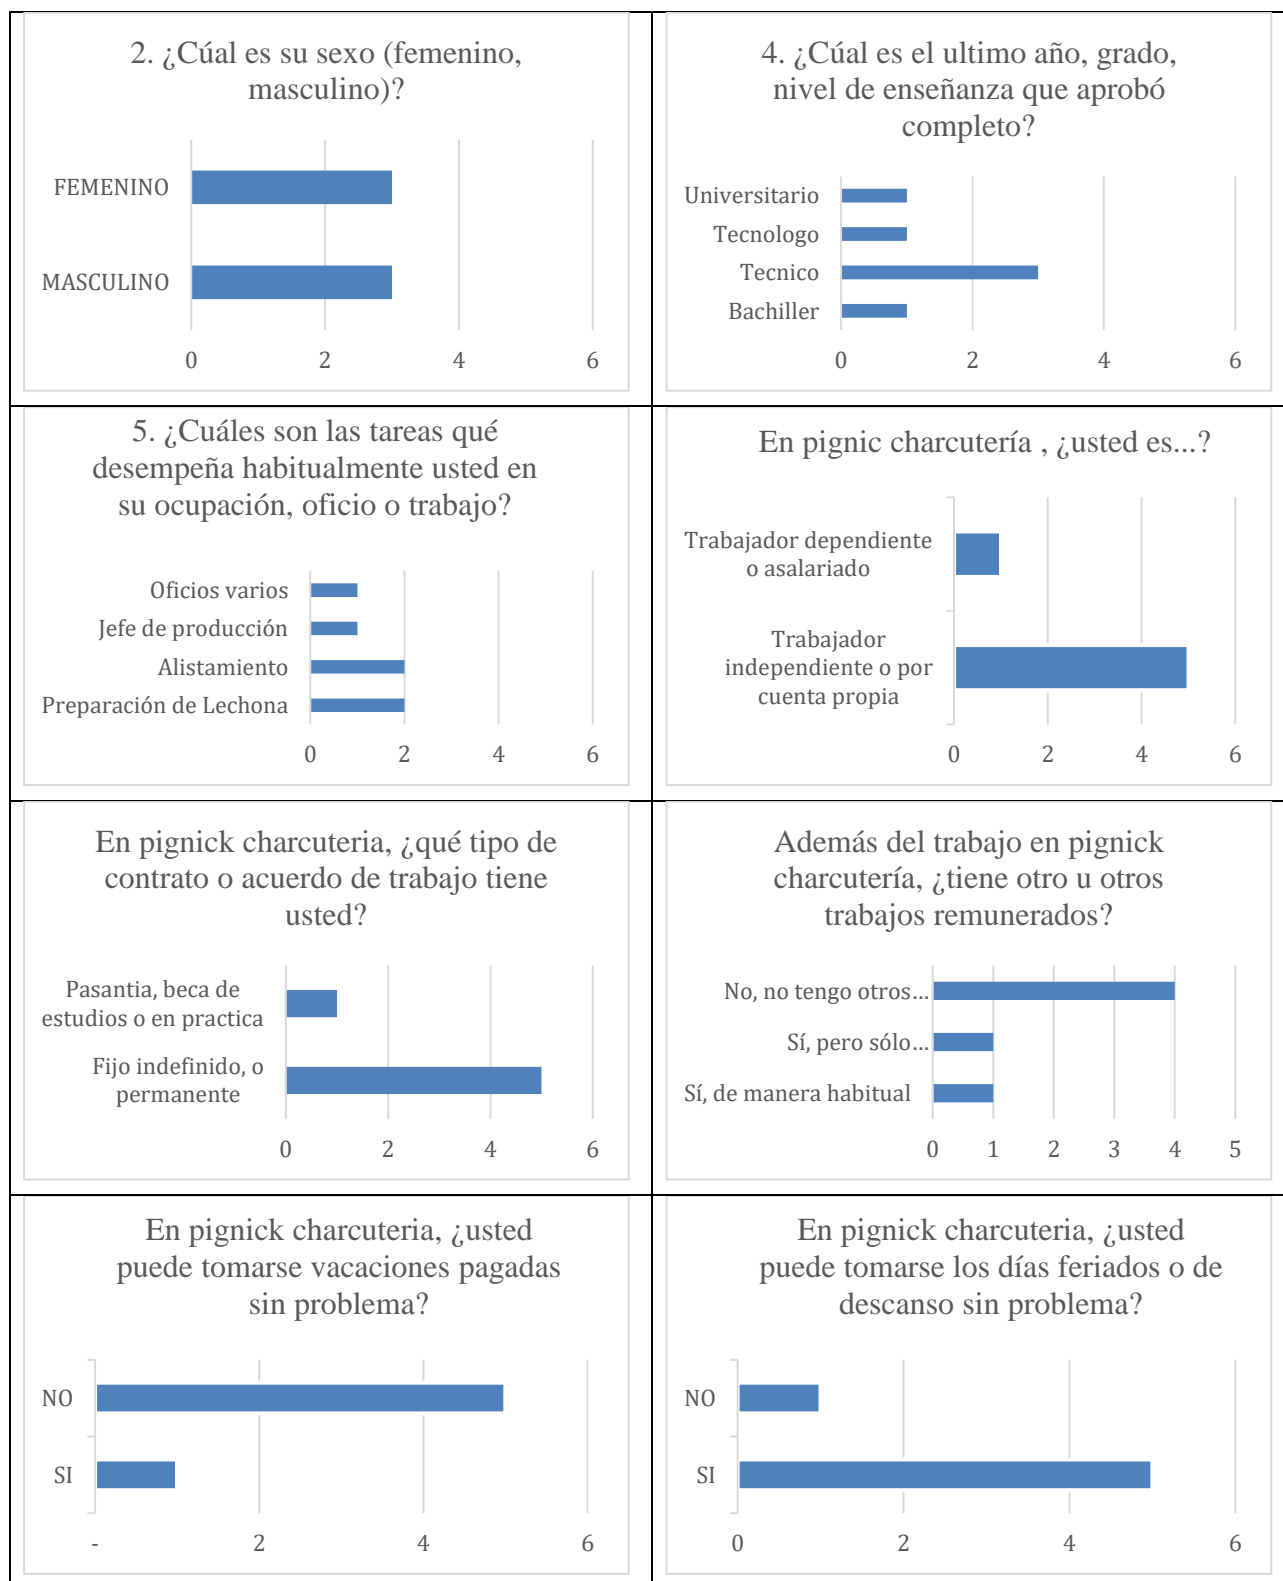 2. ¿Cúal es su sexo (femenino,
masculino)?
FEMENINO
MASCULINO
0 2 4 6
4. ¿Cúal es el ultimo año, grado,
nivel de enseñanza que aprobó
completo?
Universitario
Tecnologo
Tecnico
Bachiller
0 2 4 6
5. ¿Cuáles son las tareas qué
desempeña habitualmente usted en
su ocupación, oficio o trabajo?
Oficios varios
Jefe de producción
Alistamiento
Preparación de Lechona
0 2 4 6
En pignic charcutería , ¿usted es...?
Trabajador dependiente
o asalariado
Trabajador
independiente o por
cuenta propia
0 2 4 6
En pignick charcuteria, ¿qué tipo de
contrato o acuerdo de trabajo tiene
usted?
Pasantia, beca de
estudios o en practica
Fijo indefinido, o
permanente
0 2 4 6
Además del trabajo en pignick
charcutería, ¿tiene otro u otros
trabajos remunerados?
No, no tengo otros...
Sí, pero sólo...
Sí, de manera habitual
0 1 2 3 4 5
En pignick charcuteria, ¿usted
puede tomarse vacaciones pagadas
sin problema?
NO
SI
- 2 4 6
En pignick charcuteria, ¿usted
puede tomarse los días feriados o de
descanso sin problema?
NO
SI
0 2 4 6